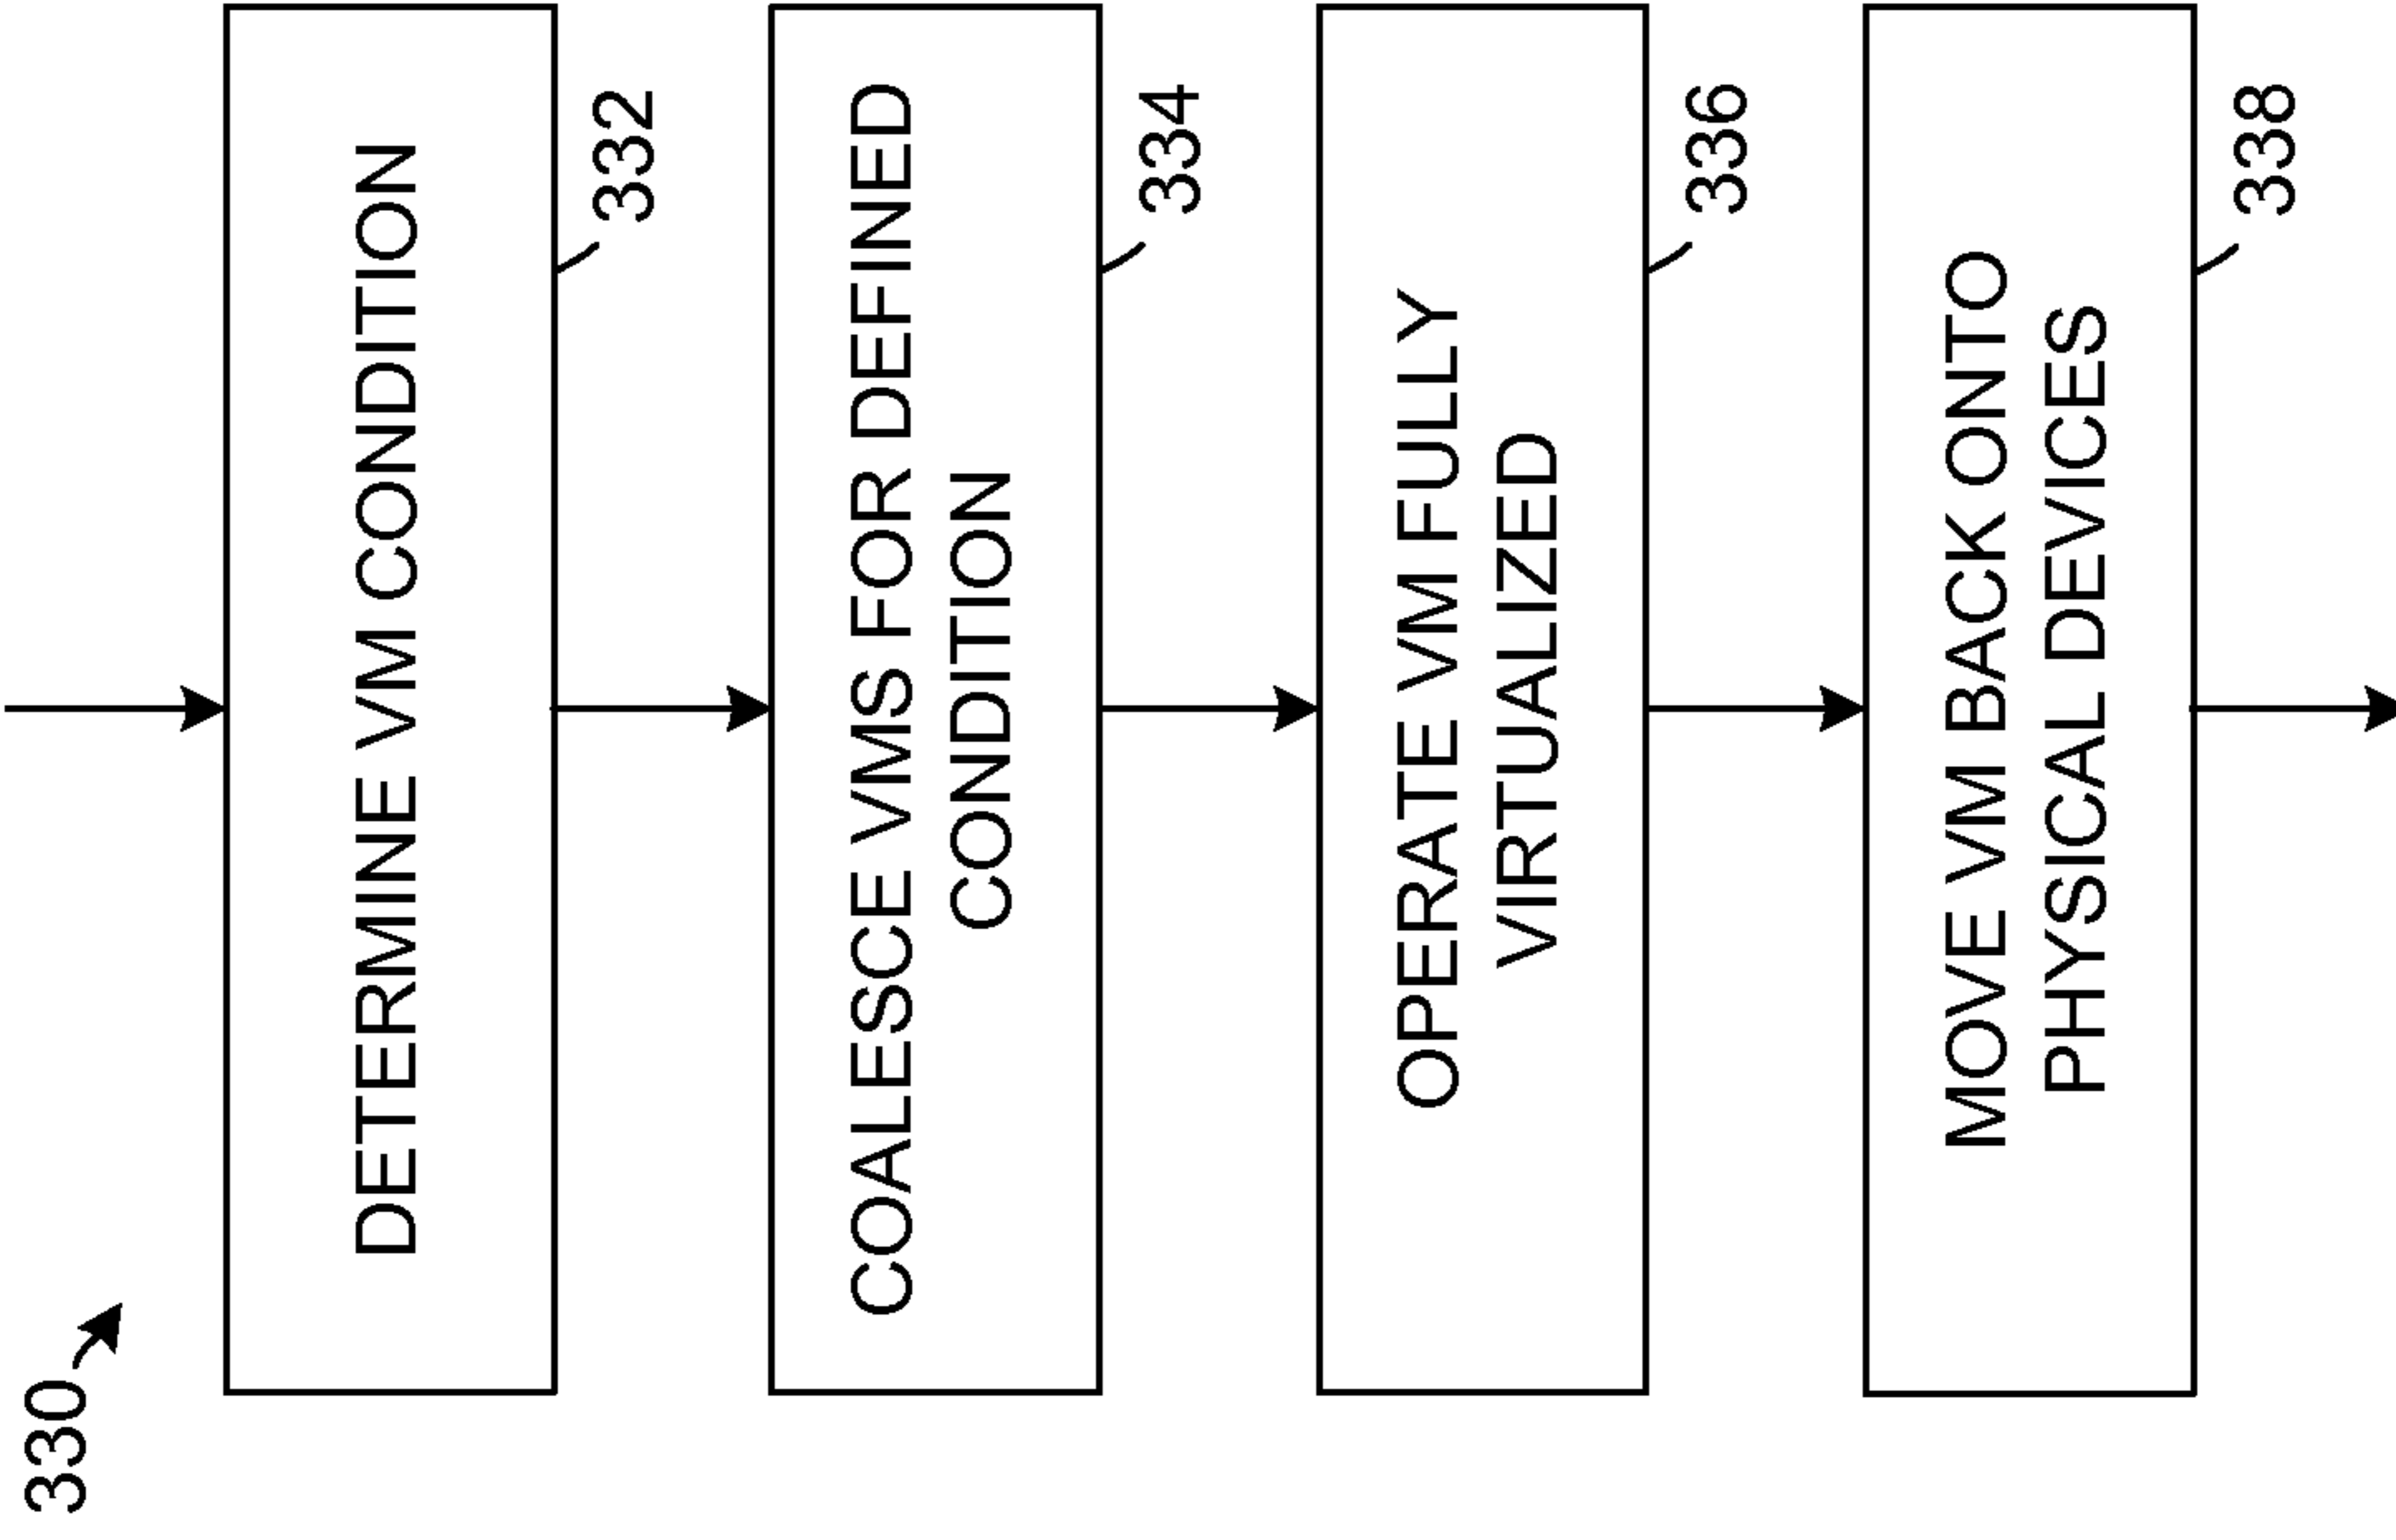 330
DETERMINE VM CONDITION
332
COALESCE VMS FOR DEFINED
CONDITION
334
OPERATE VM FULLY
VIRTUALIZED
336
MOVE VM BACK ONTO
PHYSICAL DEVICES
338